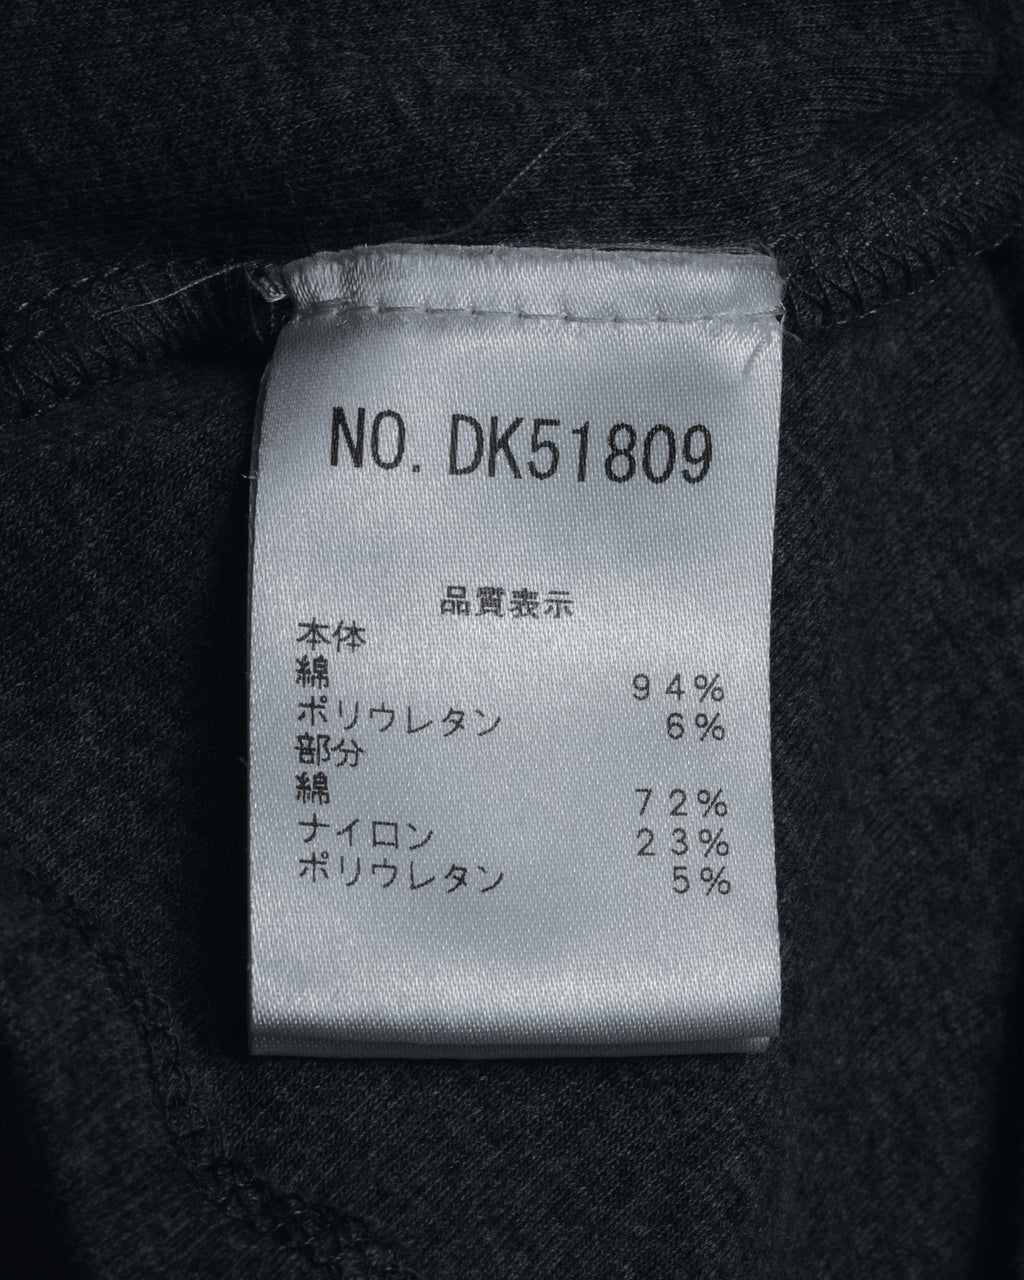 NO. DK51809
品質表示
本体
綿 94%
ポリウレタン 6%
部分
綿 72%
ナイロン 23%
ポリウレタン 5%